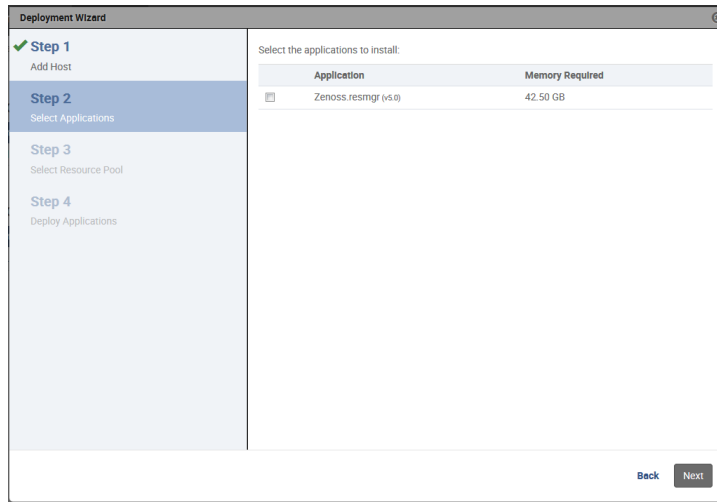 Deployment Wizard
Step 1
Add Host
Step 2
Select Applications
Step 3
Select Resource Pool
Step 4
Deploy Applications
Select the applications to install:
Application Memory Required
Zenoss.resmgr (v5.0) 42.50 GB
Back Next